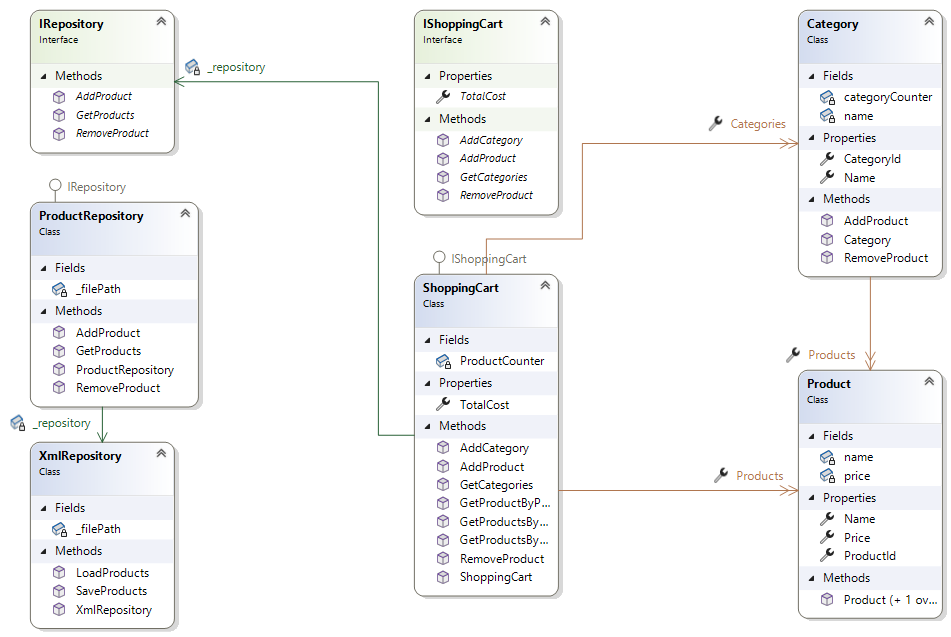 IRepository
Interface
Methods
AddProduct
GetProducts
RemoveProduct
_repository
IShoppingCart
Interface
Properties
TotalCost
Methods
AddCategory
AddProduct
GetCategories
RemoveProduct
Categories
Category
Class
Fields
categoryCounter
name
Properties
CategoryId
Name
Methods
AddProduct
Category
RemoveProduct
IRepository
ProductRepository
Class
Fields
_filePath
Methods
AddProduct
GetProducts
ProductRepository
RemoveProduct
_repository
XmlRepository
Class
Fields
_filePath
Methods
LoadProducts
SaveProducts
XmlRepository
IShoppingCart
ShoppingCart
Class
Fields
ProductCounter
Properties
TotalCost
Methods
AddCategory
AddProduct
GetCategories
GetProductByP...
GetProductsBy...
GetProductsBy...
RemoveProduct
ShoppingCart
Products
Products
Product
Class
Fields
name
price
Properties
Name
Price
ProductId
Methods
Product (+ 1 ov...